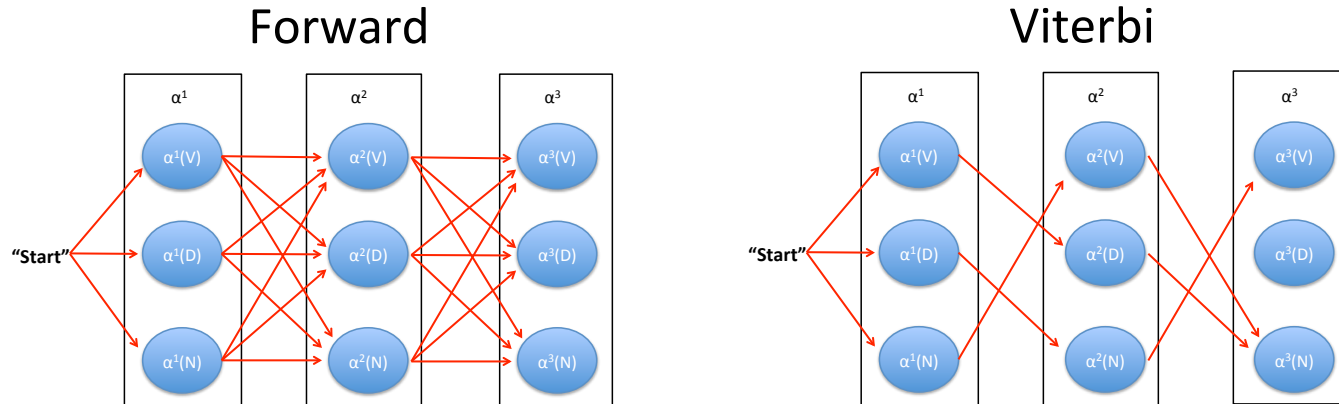 Forward
Viterbi
α¹
α²
α³
α¹
α²
α³
α¹(V)
α²(V)
α³(V)
α¹(V)
α²(V)
α³(V)
“Start”
α¹(D)
α²(D)
α³(D)
“Start”
α¹(D)
α²(D)
α³(D)
α¹(N)
α²(N)
α³(N)
α¹(N)
α²(N)
α³(N)